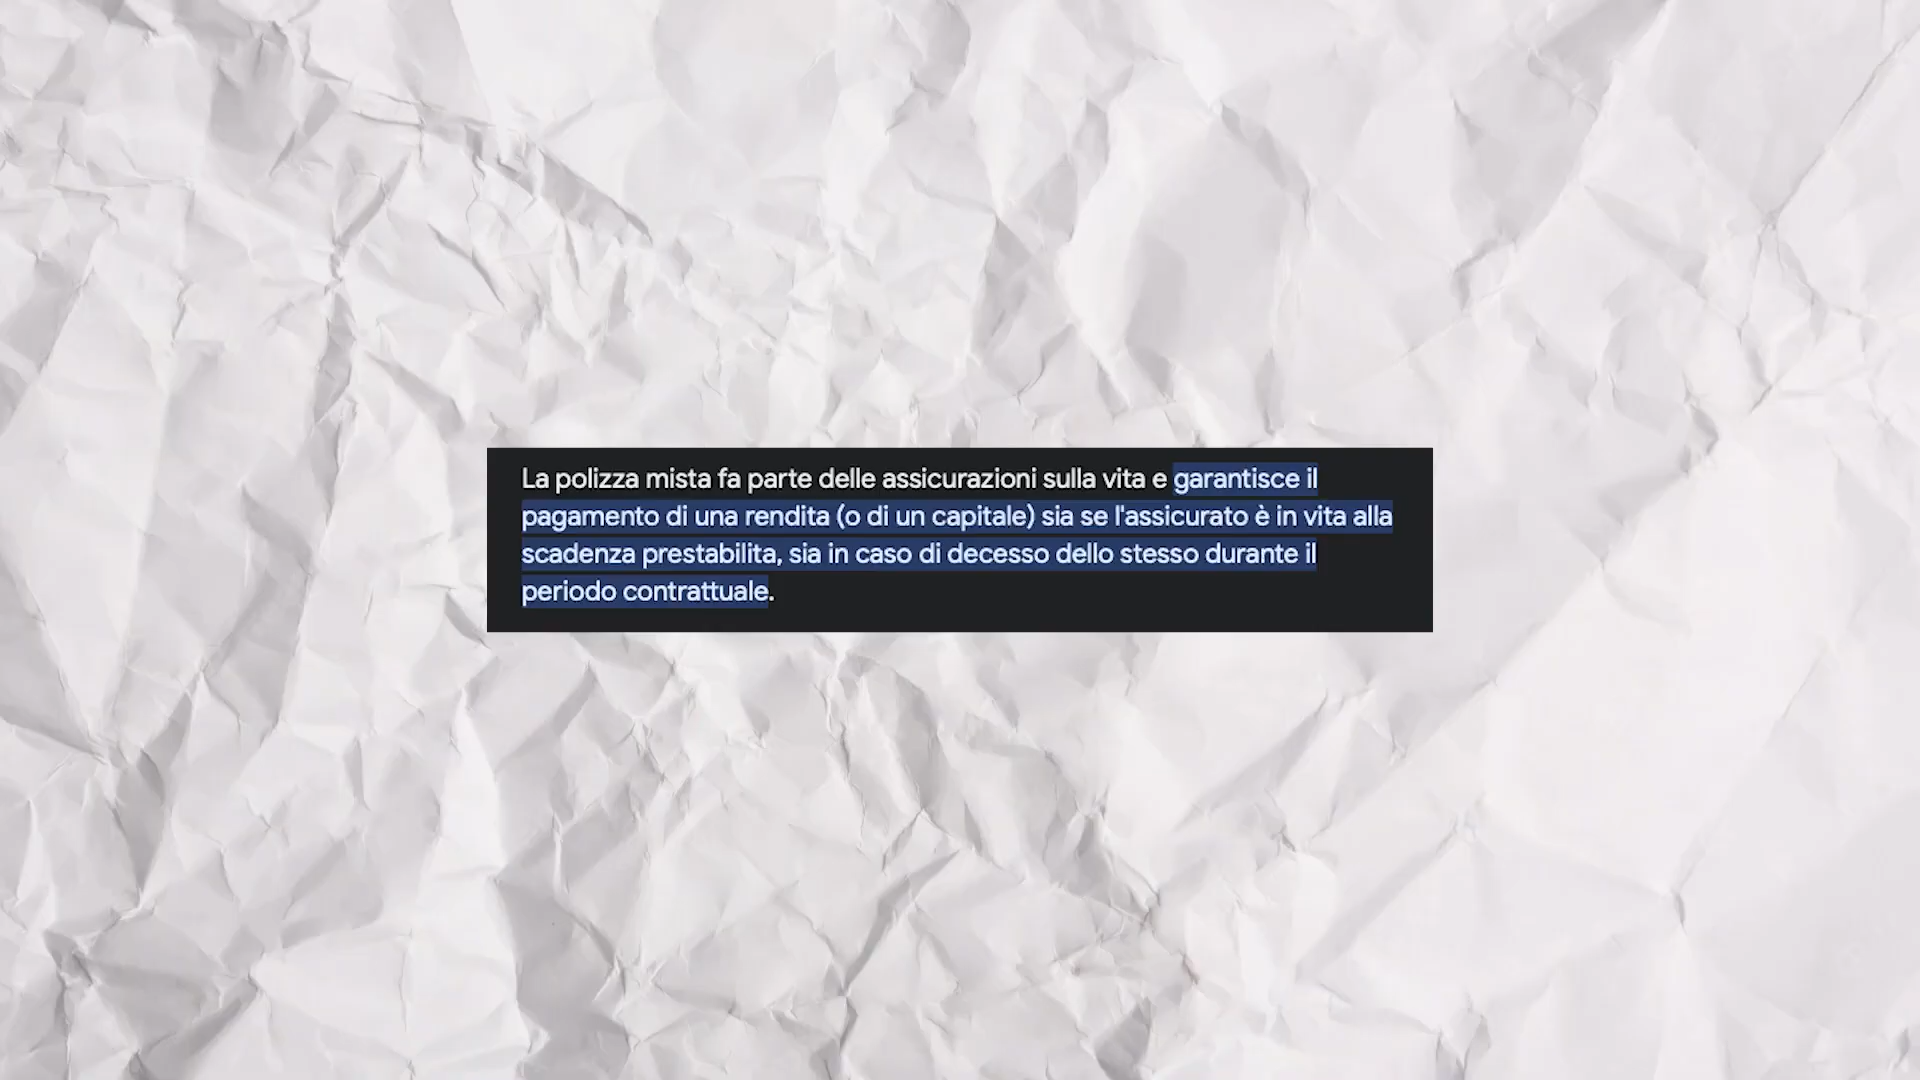 La polizza mista fa parte delle assicurazioni sulla vita e garantisce il
pagamento di una rendita (o di un capitale) sia se l'assicurato è in vita alla
scadenza prestabilita, sia in caso di decesso dello stesso durante il
periodo contrattuale.